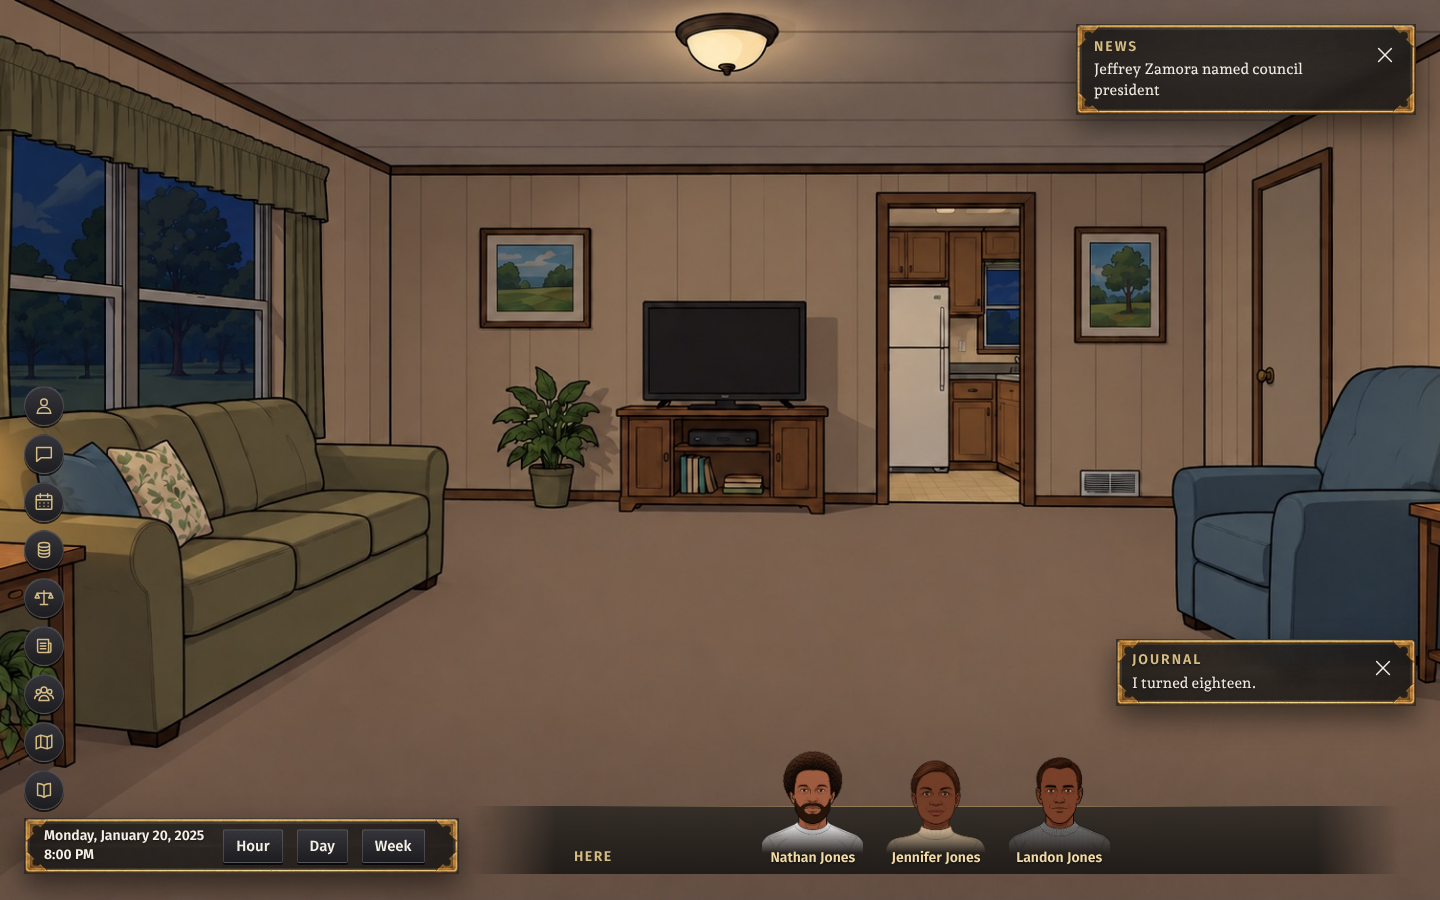 NEWS
Jeffrey Zamora named council
president
JOURNAL
I turned eighteen.
Monday, January 20, 2025
8:00 PM
Hour
Day
Week
HERE
Nathan Jones
Jennifer Jones
Landon Jones